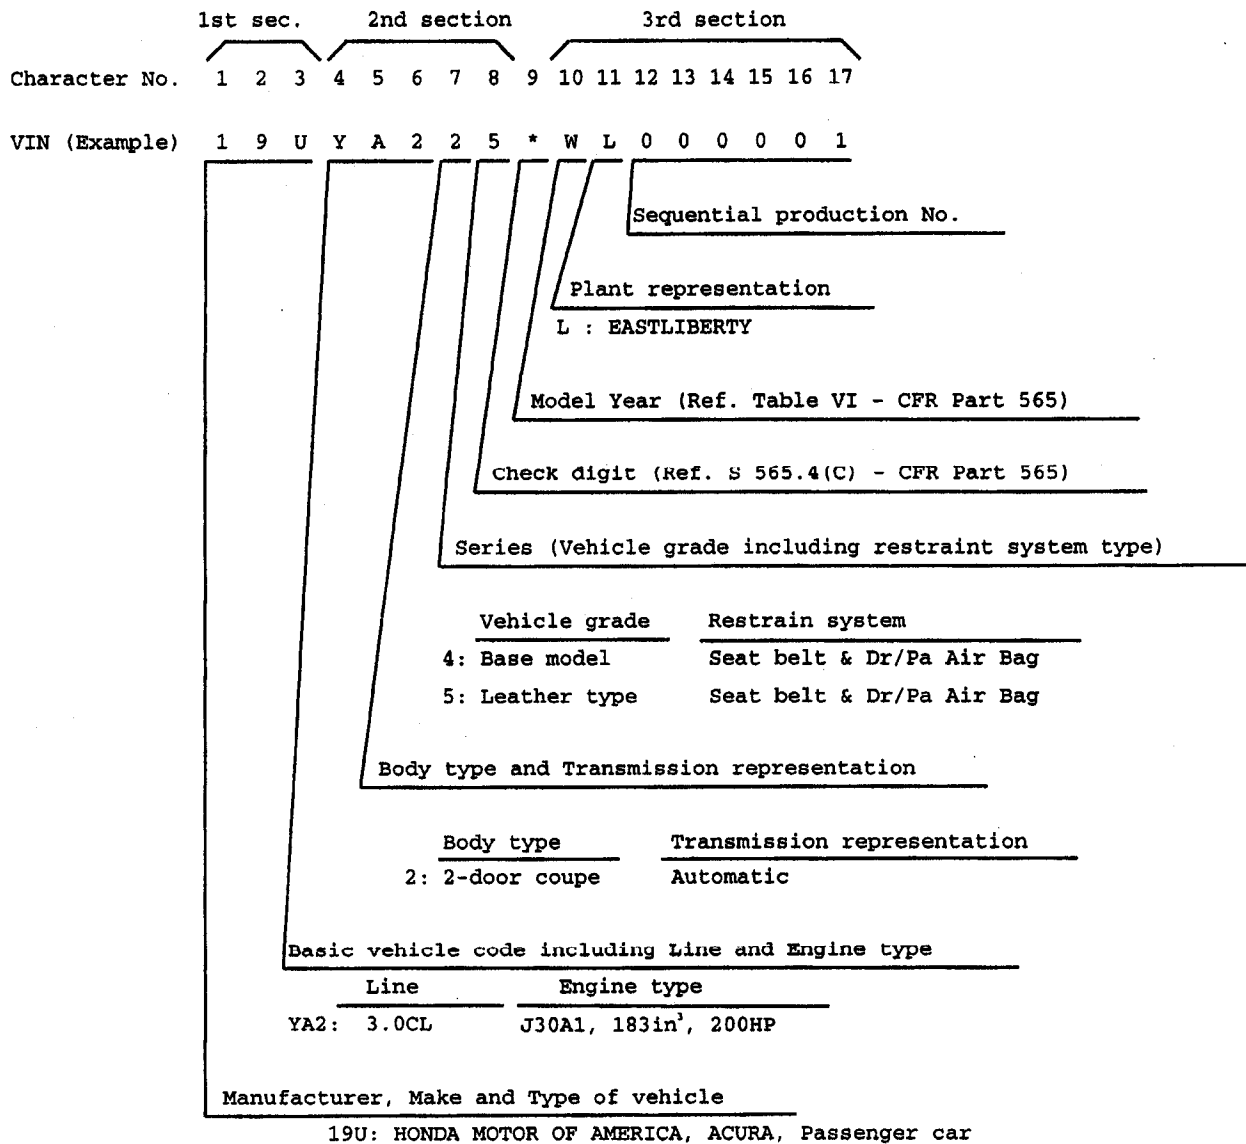 1st sec. 2nd section 3rd section
Character No. 1 2 3 4 5 6 7 8 9 10 11 12 13 14 15 16 17
VIN (Example) 1 9 U Y A 2 2 5 * W L 0 0 0 0 0 1
Sequential production No.
Plant representation
L : EASTLIBERTY
Model Year (Ref. Table VI - CFR Part 565)
Check digit (Ref. S 565.4(C) - CFR Part 565)
Series (Vehicle grade including restraint system type)
Vehicle grade Restrain system
4: Base model Seat belt & Dr/Pa Air Bag
5: Leather type Seat belt & Dr/Pa Air Bag
Body type and Transmission representation
Body type Transmission representation
2: 2-door coupe Automatic
Basic vehicle code including Line and Engine type
Line Engine type
YA2: 3.0CL J30A1, 183in³, 200HP
Manufacturer, Make and Type of vehicle
19U: HONDA MOTOR OF AMERICA, ACURA, Passenger car